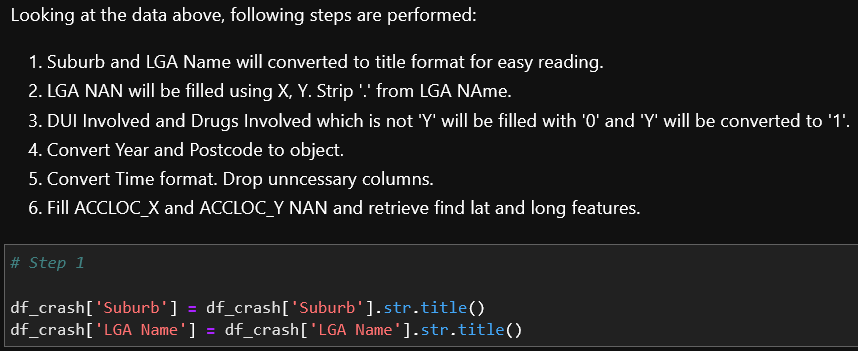 Looking at the data above, following steps are performed:
1. Suburb and LGA Name will converted to title format for easy reading.
2. LGA NAN will be filled using X, Y. Strip '.' from LGA NAme.
3. DUI Involved and Drugs Involved which is not 'Y' will be filled with '0' and 'Y' will be converted to '1'.
4. Convert Year and Postcode to object.
5. Convert Time format. Drop unncessary columns.
6. Fill ACCLOC_X and ACCLOC_Y NAN and retrieve find lat and long features.
# Step 1
df_crash['Suburb'] = df_crash['Suburb'].str.title()
df_crash['LGA Name'] = df_crash['LGA Name'].str.title()